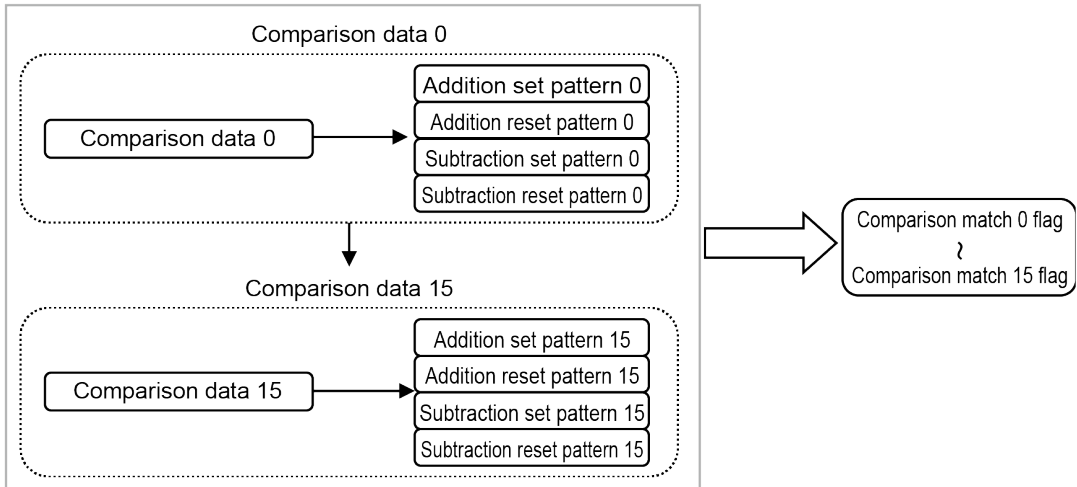 Comparison data 0
Comparison data 0
Addition set pattern 0
Addition reset pattern 0
Subtraction set pattern 0
Subtraction reset pattern 0
Comparison data 15
Comparison data 15
Addition set pattern 15
Addition reset pattern 15
Subtraction set pattern 15
Subtraction reset pattern 15
Comparison match 0 flag
~
Comparison match 15 flag